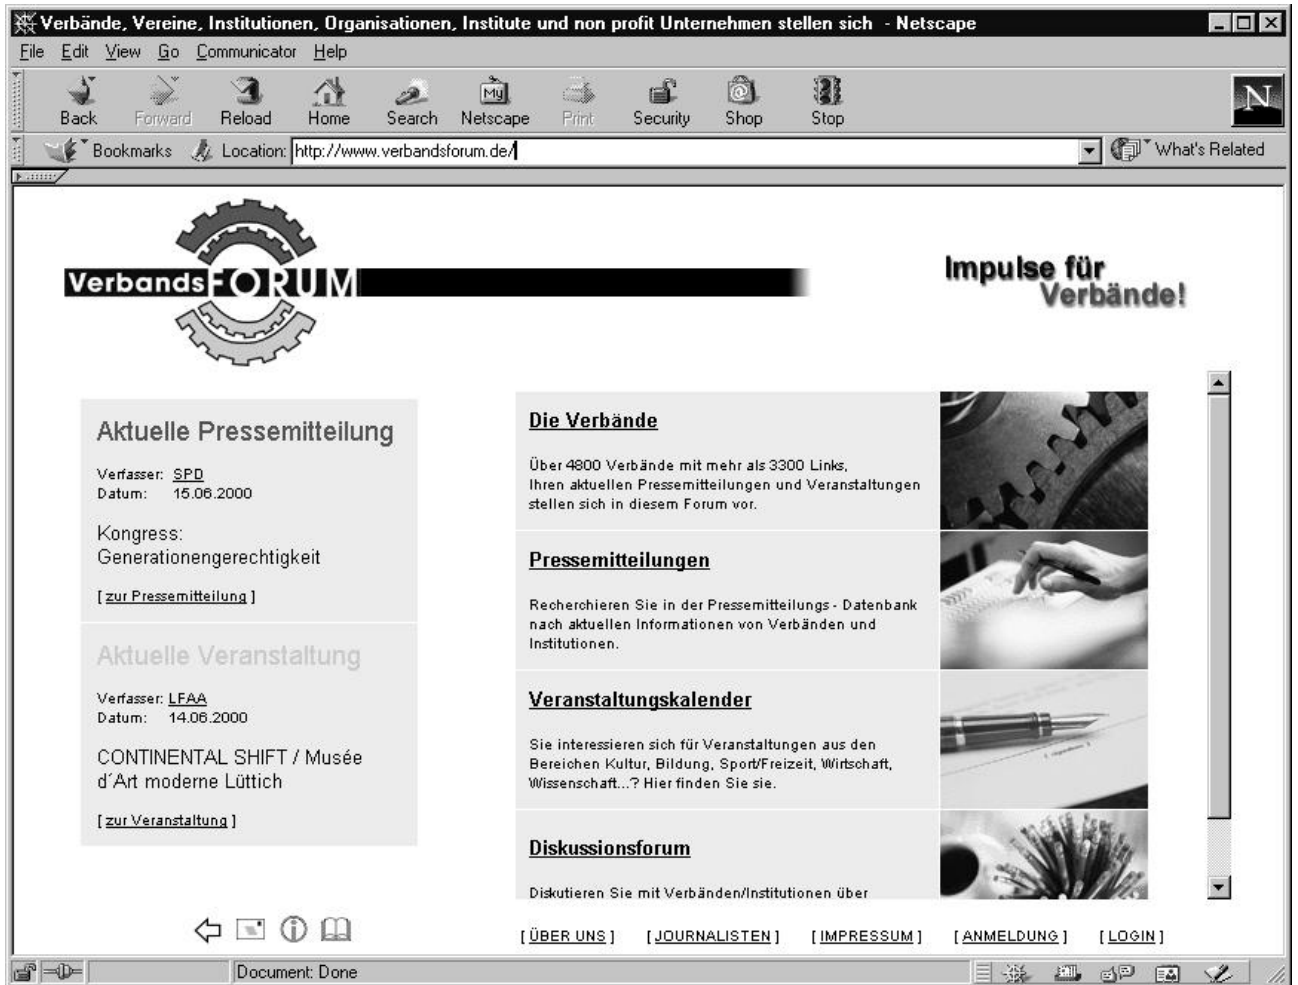 Verbände, Vereine, Institutionen, Organisationen, Institute und non profit Unternehmen stellen sich - Netscape
File Edit View Go Communicator Help
Back Forward Reload Home Search Netscape Print Security Shop Stop
My
N
Bookmarks Location: http://www.verbandsforum.de/ What's Related
VerbandsFORUM
Impulse für
Verbände!
Aktuelle Pressemitteilung
Verfasser: SPD
Datum: 15.06.2000
Kongress:
Generationengerechtigkeit
[ zur Pressemitteilung ]
Aktuelle Veranstaltung
Verfasser: LFAA
Datum: 14.06.2000
CONTINENTAL SHIFT / Musée
d´Art moderne Lüttich
[ zur Veranstaltung ]
Die Verbände
Über 4800 Verbände mit mehr als 3300 Links,
Ihren aktuellen Pressemitteilungen und Veranstaltungen
stellen sich in diesem Forum vor.
Pressemitteilungen
Recherchieren Sie in der Pressemitteilungs - Datenbank
nach aktuellen Informationen von Verbänden und
Institutionen.
Veranstaltungskalender
Sie interessieren sich für Veranstaltungen aus den
Bereichen Kultur, Bildung, Sport/Freizeit, Wirtschaft,
Wissenschaft...? Hier finden Sie sie.
Diskussionsforum
Diskutieren Sie mit Verbänden/Institutionen über
[ ÜBER UNS ] [ JOURNALISTEN ] [ IMPRESSUM ] [ ANMELDUNG ] [ LOGIN ]
Document: Done